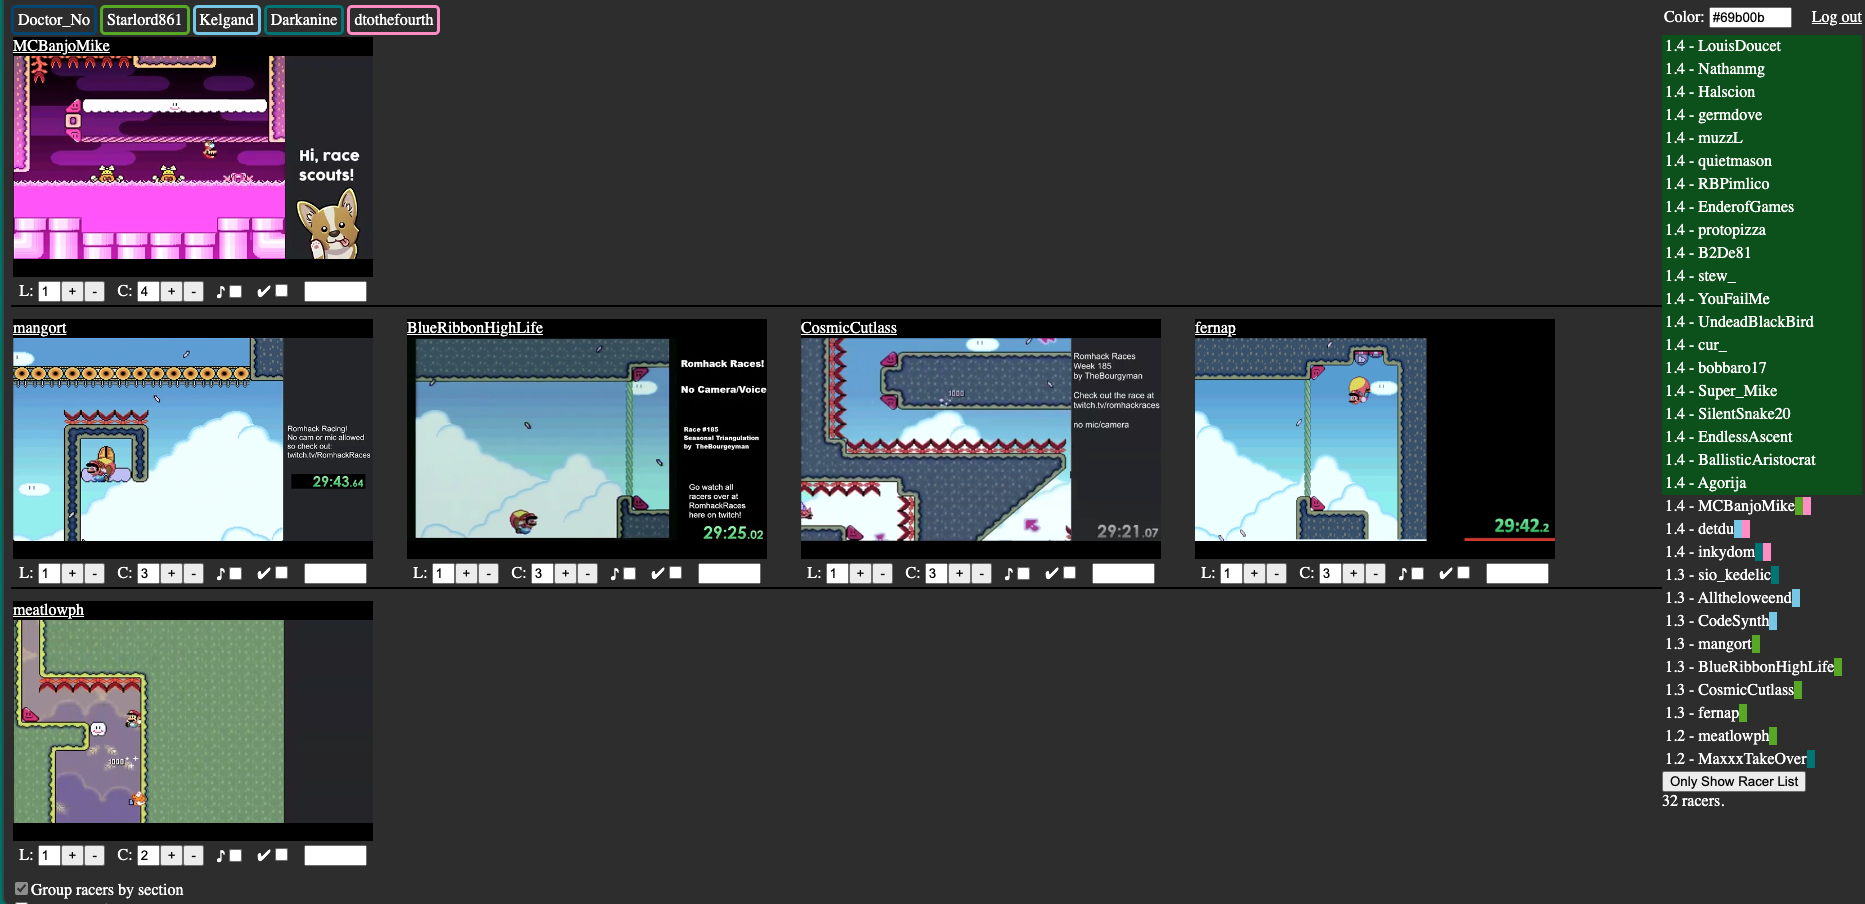 Doctor_No Starlord861 Kelgand Darkanine dtothefourth
MCBanjoMike
Hi, race
scouts!
L: 1 + - C: 4 + - ♪ ✔
mangort
Romhack Racing!
No cam or mic allowed
so check out:
twitch.tv/RomhackRaces
29:43.64
L: 1 + - C: 3 + - ♪ ✔
BlueRibbonHighLife
Romhack Races!
No Camera/Voice
Race #185
Seasonal Triangulation
by TheBourgeyman
Go watch all
racers over at
RomhackRaces
here on twitch!
29:25.02
L: 1 + - C: 3 + - ♪ ✔
CosmicCutlass
1000
Romhack Races
Week 185
by TheBourgyman
Check out the race at
twitch.tv/romhackraces
no mic/camera
29:21.07
L: 1 + - C: 3 + - ♪ ✔
fernap
29:42.2
L: 1 + - C: 3 + - ♪ ✔
meatlowph
1000
L: 1 + - C: 2 + - ♪ ✔
Group racers by section
Color: #69b00b Log out
1.4 - LouisDoucet
1.4 - Nathanmg
1.4 - Halscion
1.4 - germdove
1.4 - muzzL
1.4 - quietmason
1.4 - RBPimlico
1.4 - EnderofGames
1.4 - protopizza
1.4 - B2De81
1.4 - stew_
1.4 - YouFailMe
1.4 - UndeadBlackBird
1.4 - cur_
1.4 - bobbaro17
1.4 - Super_Mike
1.4 - SilentSnake20
1.4 - EndlessAscent
1.4 - BallisticAristocrat
1.4 - Agorija
1.4 - MCBanjoMike
1.4 - detdu
1.4 - inkydom
1.3 - sio_kedelic
1.3 - Alltheloweend
1.3 - CodeSynth
1.3 - mangort
1.3 - BlueRibbonHighLife
1.3 - CosmicCutlass
1.3 - fernap
1.2 - meatlowph
1.2 - MaxxxTakeOver
Only Show Racer List
32 racers.